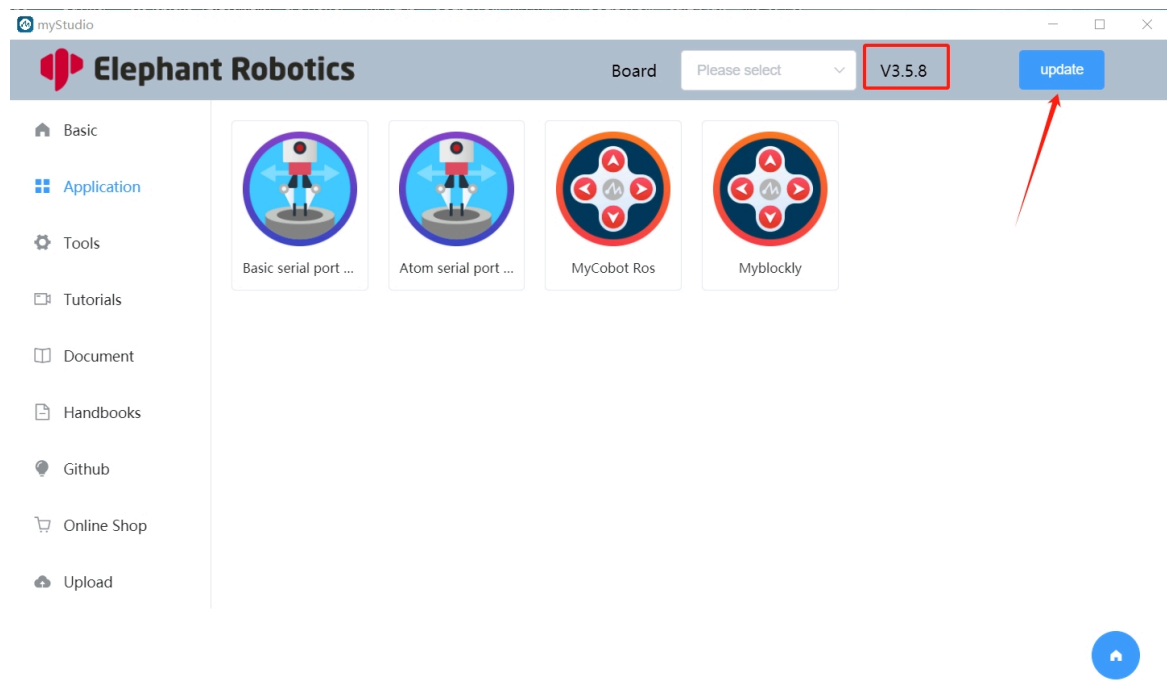 myStudio
Elephant Robotics
Board
Please select
V3.5.8
update
Basic
Application
Tools
Tutorials
Document
Handbooks
Github
Online Shop
Upload
Basic serial port ...
Atom serial port ...
MyCobot Ros
Myblockly